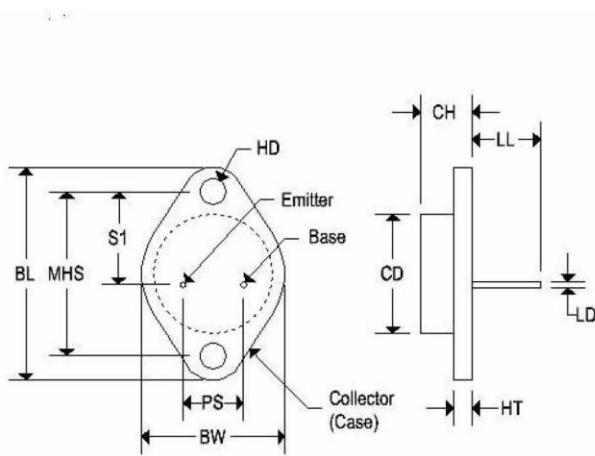 CH
LL
HD
Emitter
S1
Base
BL
MHS
CD
LD
PS
Collector
(Case)
HT
BW